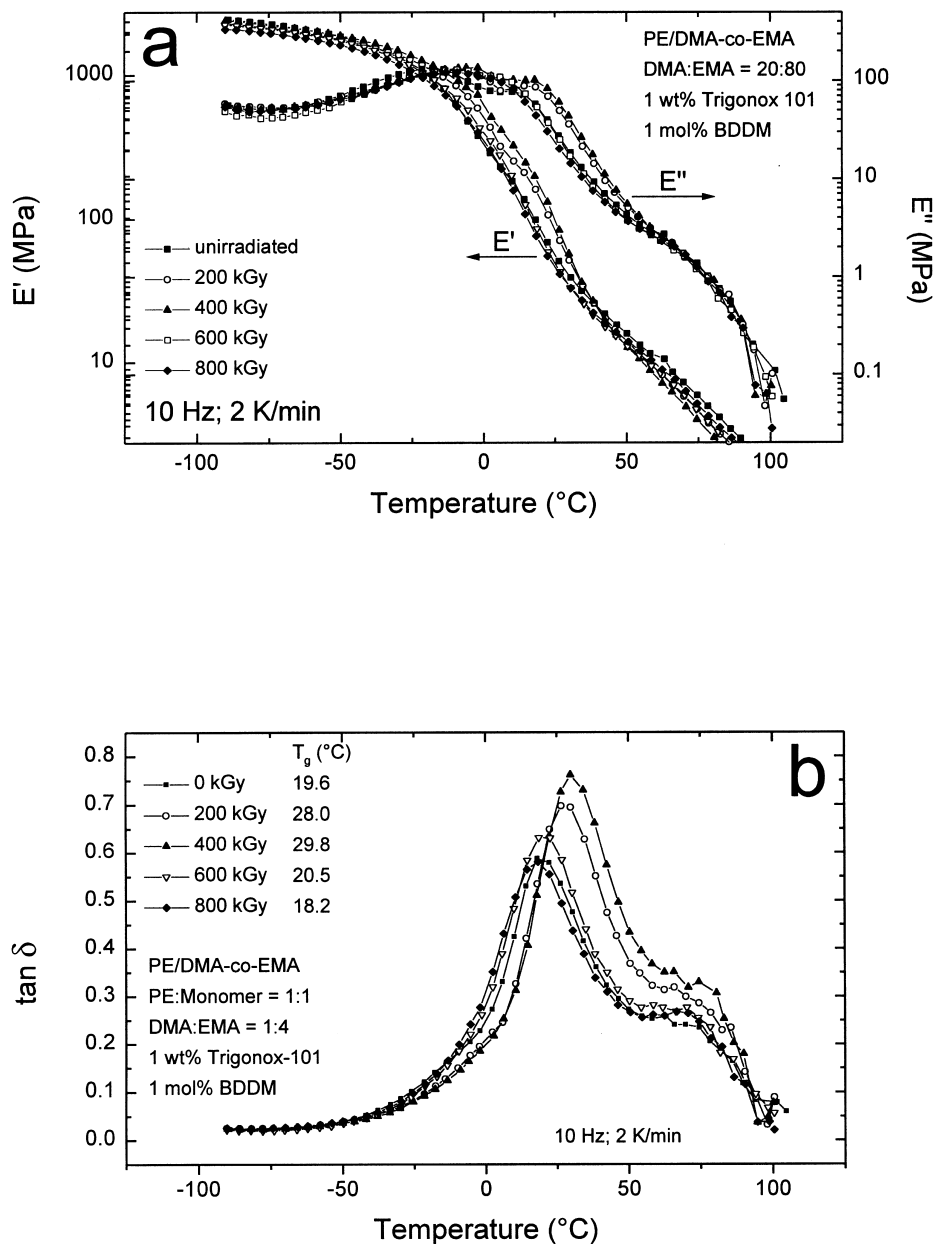 a
PE/DMA-co-EMA
DMA:EMA = 20:80
1 wt% Trigonox 101
1 mol% BDDM
1000
100
10
100
10
1
0.1
E' (MPa)
E" (MPa)
E"
E'
unirradiated
200 kGy
400 kGy
600 kGy
800 kGy
10 Hz; 2 K/min
-100
-50
0
50
100
Temperature (°C)
b
Tg (°C)
0 kGy 19.6
200 kGy 28.0
400 kGy 29.8
600 kGy 20.5
800 kGy 18.2
0.8
0.7
0.6
0.5
0.4
0.3
0.2
0.1
0.0
tan δ
PE/DMA-co-EMA
PE:Monomer = 1:1
DMA:EMA = 1:4
1 wt% Trigonox-101
1 mol% BDDM
10 Hz; 2 K/min
-100
-50
0
50
100
Temperature (°C)